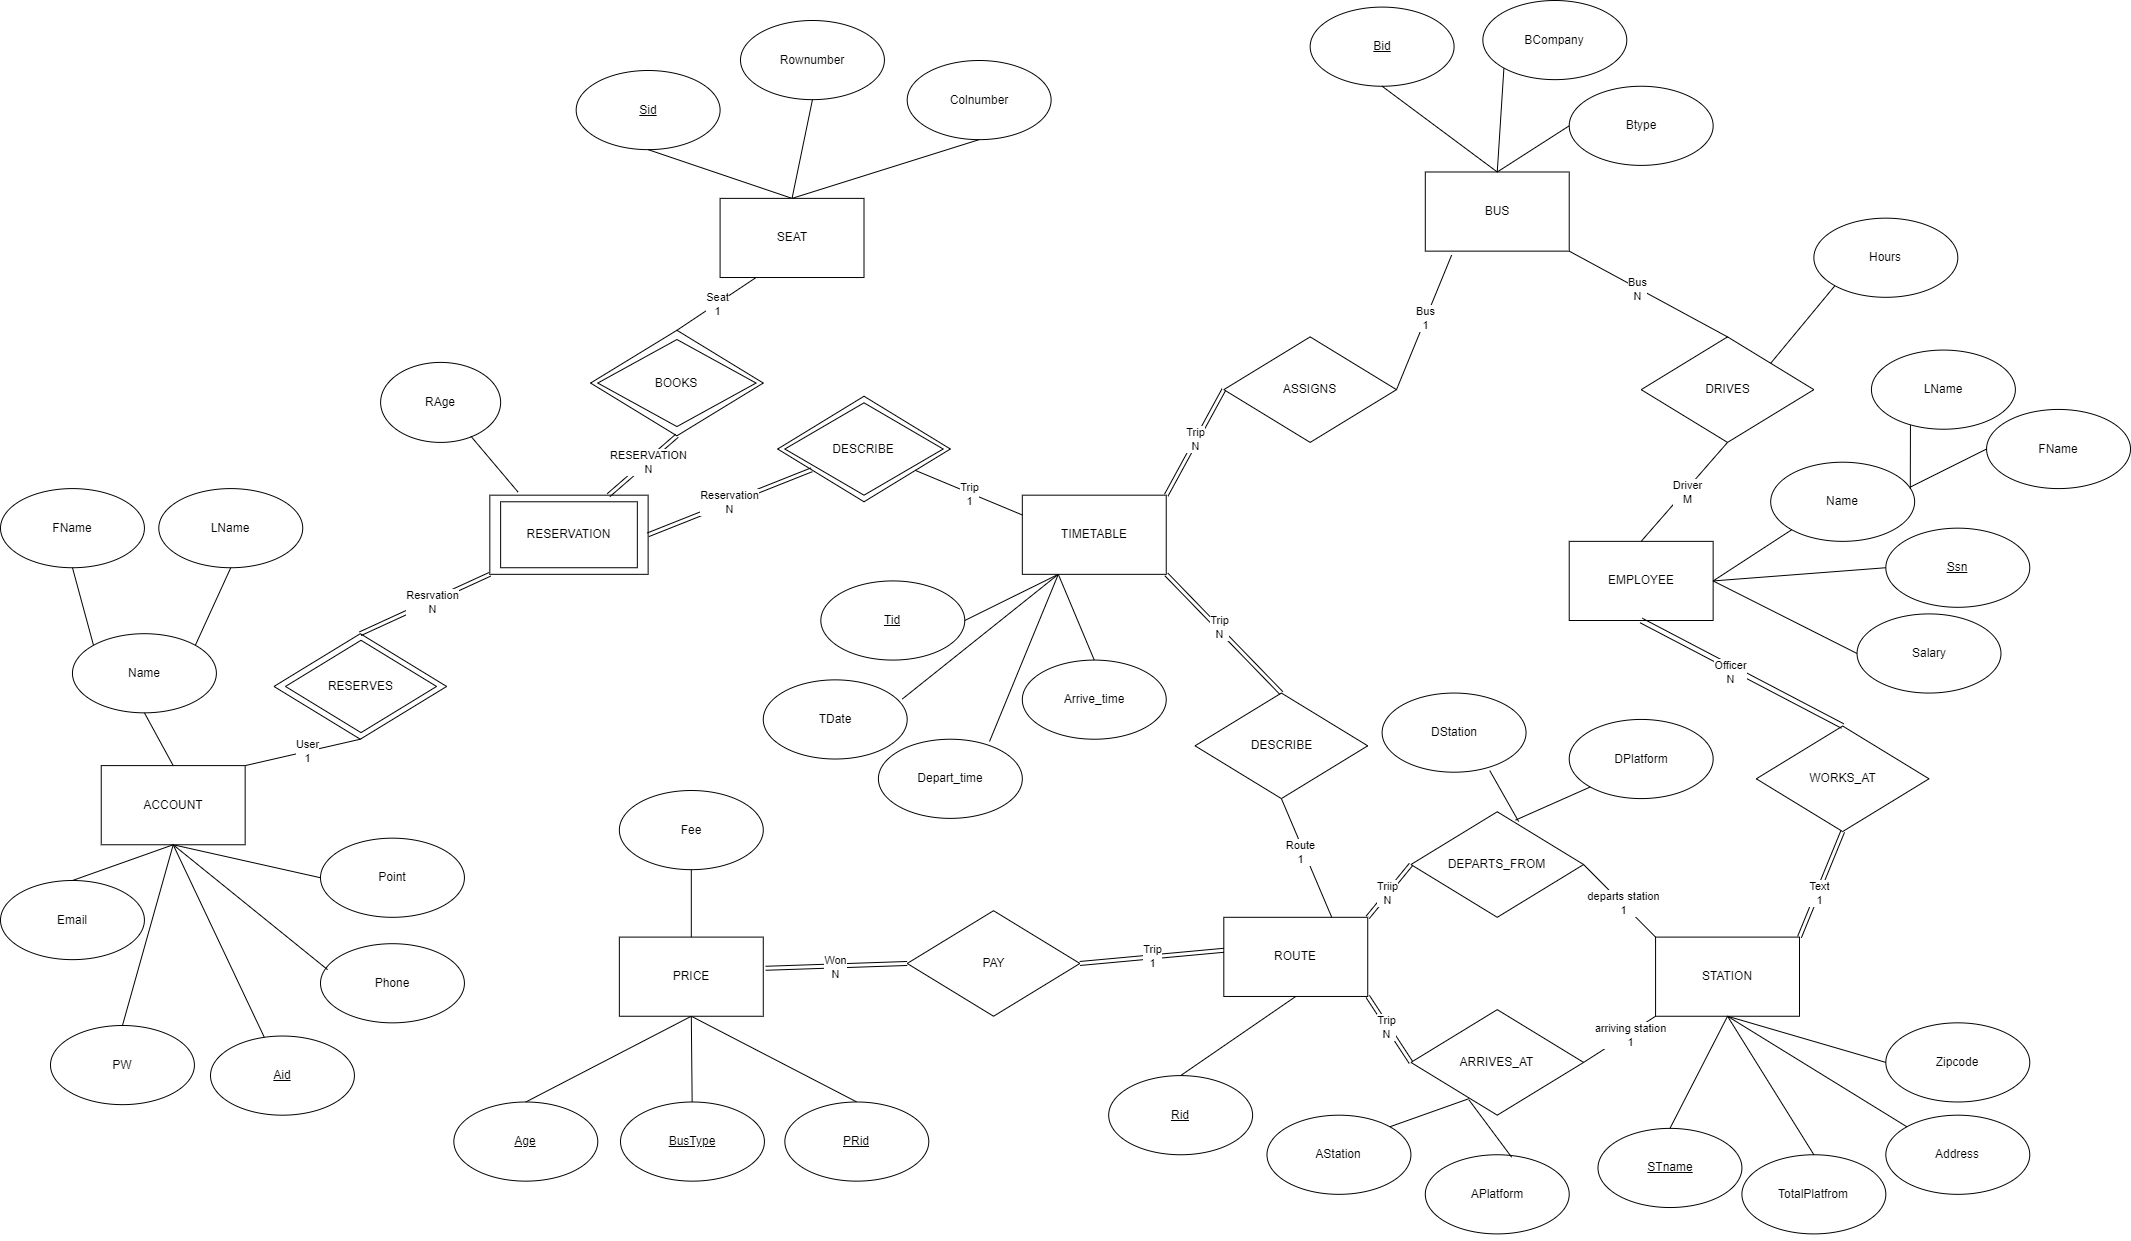 BCompany
Bid
Rownumber
Colnumber
Sid
Btype
BUS
SEAT
Hours
Bus
N
Seat
1
Bus
1
BOOKS
ASSIGNS
DRIVES
LName
RAge
Trip
N
DESCRIBE
FName
RESERVATION
N
Driver
M
Trip
1
Reservation
N
Name
FName
LName
RESERVATION
TIMETABLE
Ssn
EMPLOYEE
Resrvation
N
Tid
Trip
N
Salary
Officer
N
Name
RESERVES
Arrive_time
TDate
DStation
User
1
DESCRIBE
DPlatform
Depart_time
WORKS_AT
ACCOUNT
Fee
Route
1
DEPARTS_FROM
Point
Triip
N
Text
1
departs station
1
Email
Trip
1
ROUTE
Won
N
PAY
PRICE
STATION
Phone
Trip
N
arriving station
1
PW
ARRIVES_AT
Zipcode
Aid
Rid
Age
BusType
PRid
AStation
Address
STname
APlatform
TotalPlatfrom